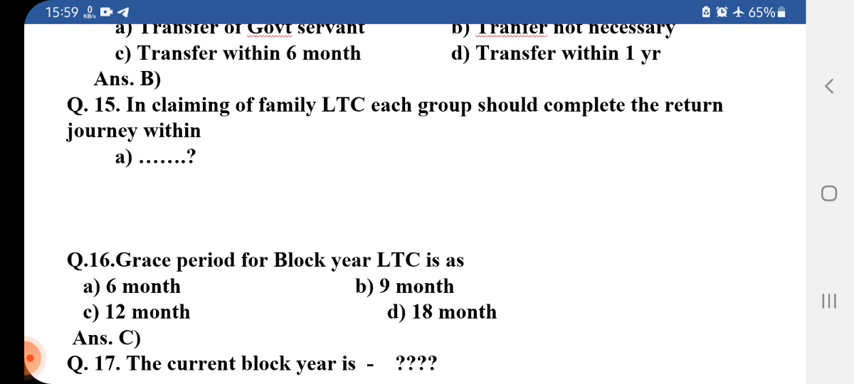 15:59 0 KB/s 65%
a) Transfer of Govt servant b) Tranfer not necessary
c) Transfer within 6 month d) Transfer within 1 yr
Ans. B)
Q. 15. In claiming of family LTC each group should complete the return
journey within
a) …….?
Q.16.Grace period for Block year LTC is as
a) 6 month b) 9 month
c) 12 month d) 18 month
Ans. C)
Q. 17. The current block year is - ????